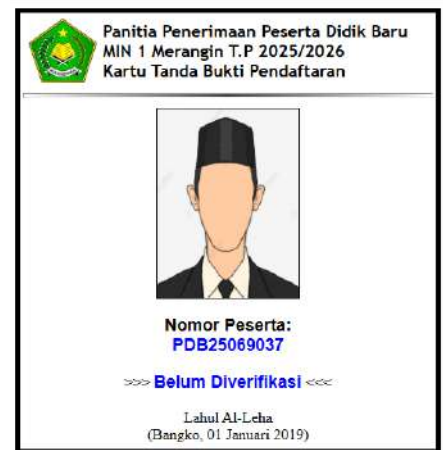 Panitia Penerimaan Peserta Didik Baru
MIN 1 Merangin T.P 2025/2026
Kartu Tanda Bukti Pendaftaran
Nomor Peserta:
PDB25069037
>>> Belum Diverifikasi <<<
Lahul Al-Leha
(Bangko, 01 Januari 2019)